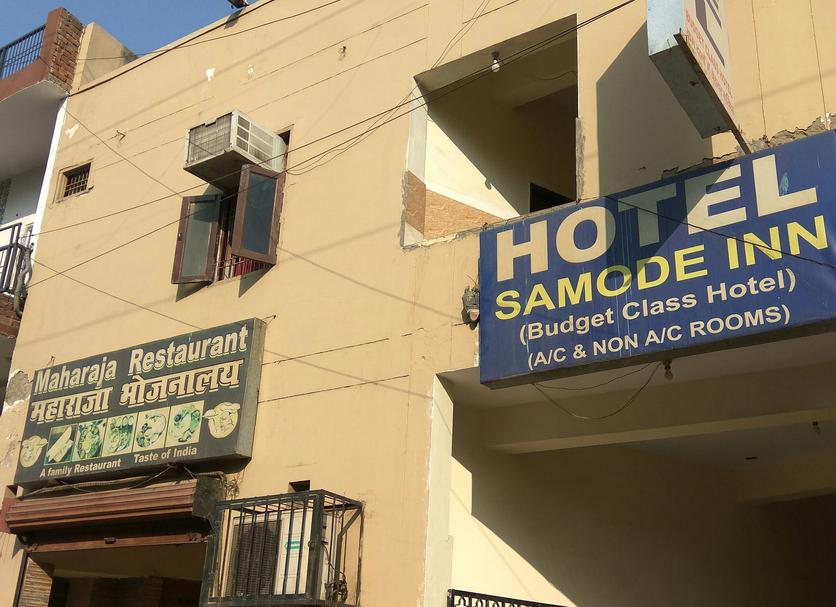 Maharaja Restaurant
महाराजा भोजनालय
A family Restaurant Taste of India
HOTEL
SAMODE INN
(Budget Class Hotel)
(A/C & NON A/C ROOMS)